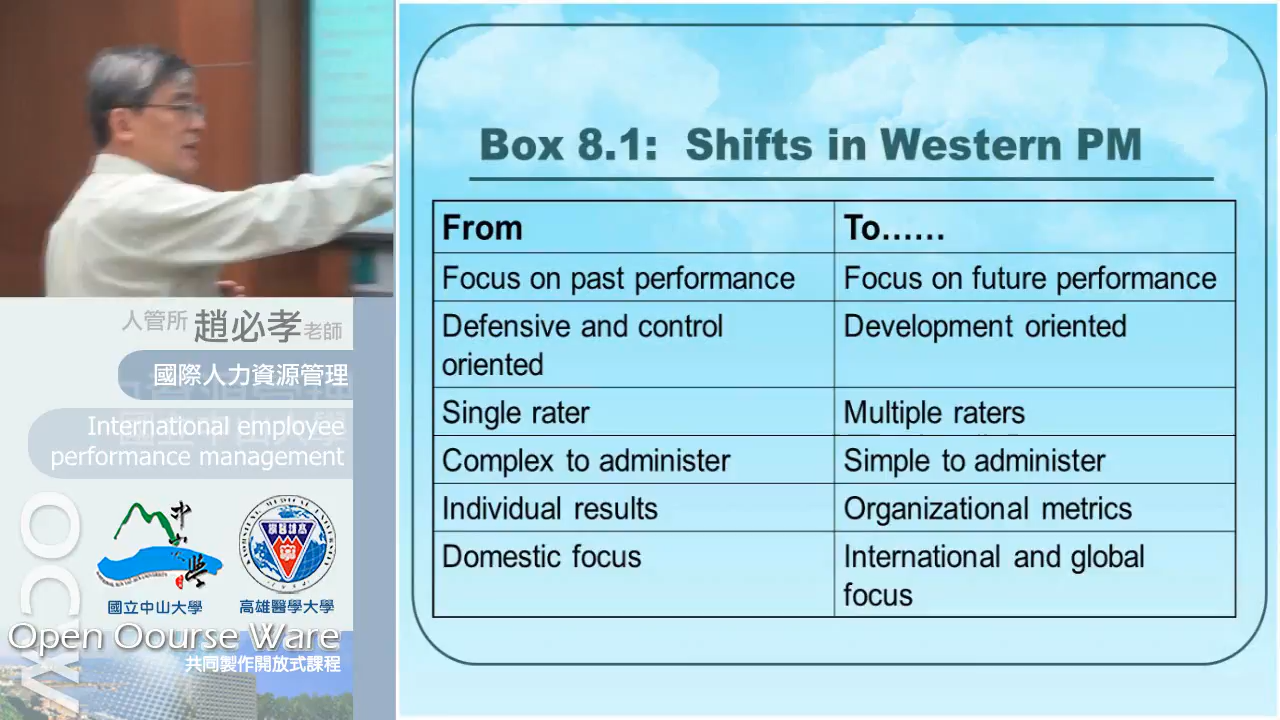 Box 8.1: Shifts in Western PM
From
To......
Focus on past performance
Focus on future performance
Defensive and control
oriented
Development oriented
Single rater
Multiple raters
Complex to administer
Simple to administer
Individual results
Organizational metrics
Domestic focus
International and global
focus
人管所 趙必孝老師
國際人力資源管理
International employee
performance management
國立中山大學
高雄醫學大學
OCW
Open Oourse Ware
共同製作開放式課程